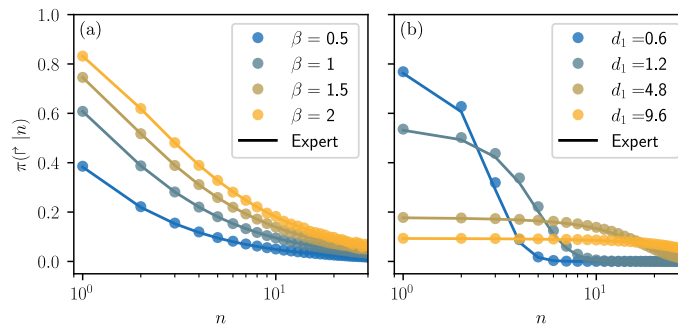 (a)
β = 0.5
β = 1
β = 1.5
β = 2
Expert
(b)
d₁ =0.6
d₁ =1.2
d₁ =4.8
d₁ =9.6
Expert
π(↱ |n)
1.0
0.8
0.6
0.4
0.2
0.0
10⁰
10¹
10⁰
10¹
n
n